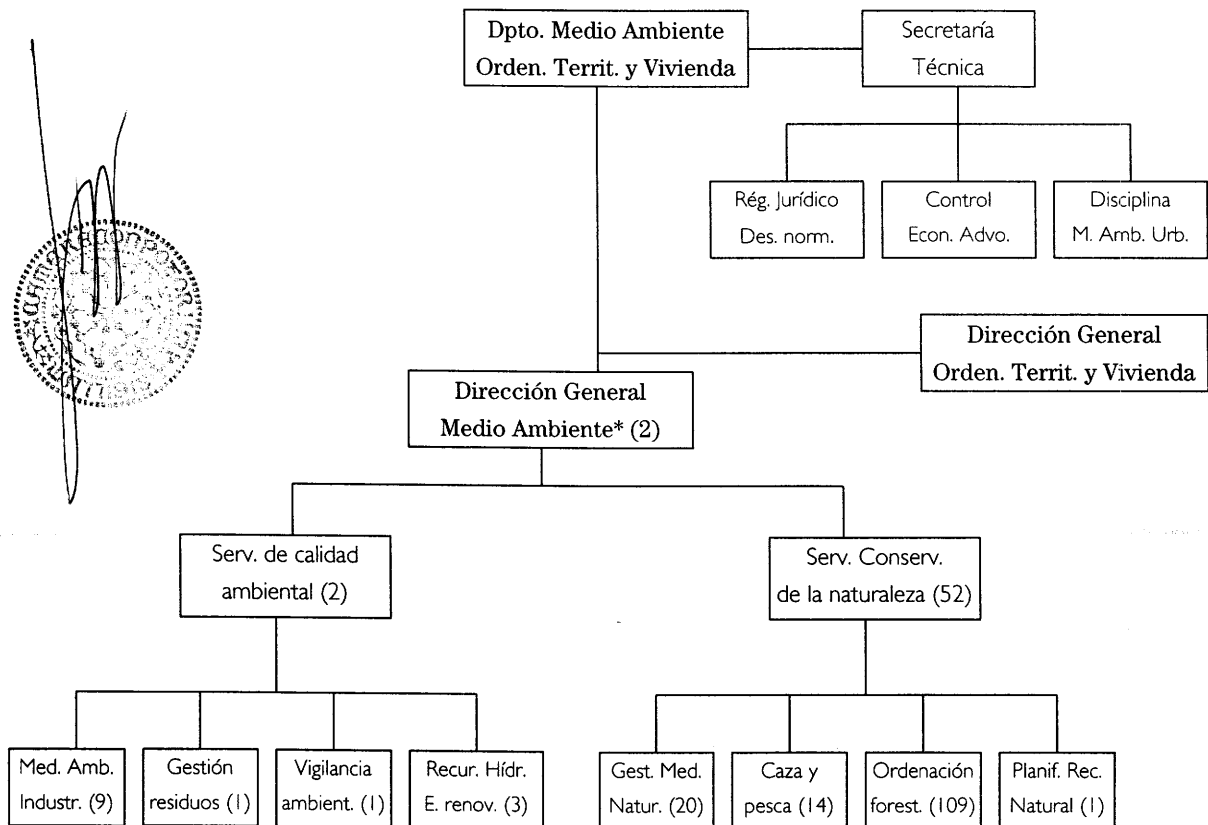 Dpto. Medio Ambiente
Orden. Territ. y Vivienda
Secretaría
Técnica
Rég. Jurídico
Des. norm.
Control
Econ. Advo.
Disciplina
M. Amb. Urb.
Dirección General
Orden. Territ. y Vivienda
Dirección General
Medio Ambiente* (2)
Serv. de calidad
ambiental (2)
Serv. Conserv.
de la naturaleza (52)
Med. Amb.
Industr. (9)
Gestión
residuos (1)
Vigilancia
ambient. (1)
Recur. Hídr.
E. renov. (3)
Gest. Med.
Natur. (20)
Caza y
pesca (14)
Ordenación
forest. (109)
Planif. Rec.
Natural (1)